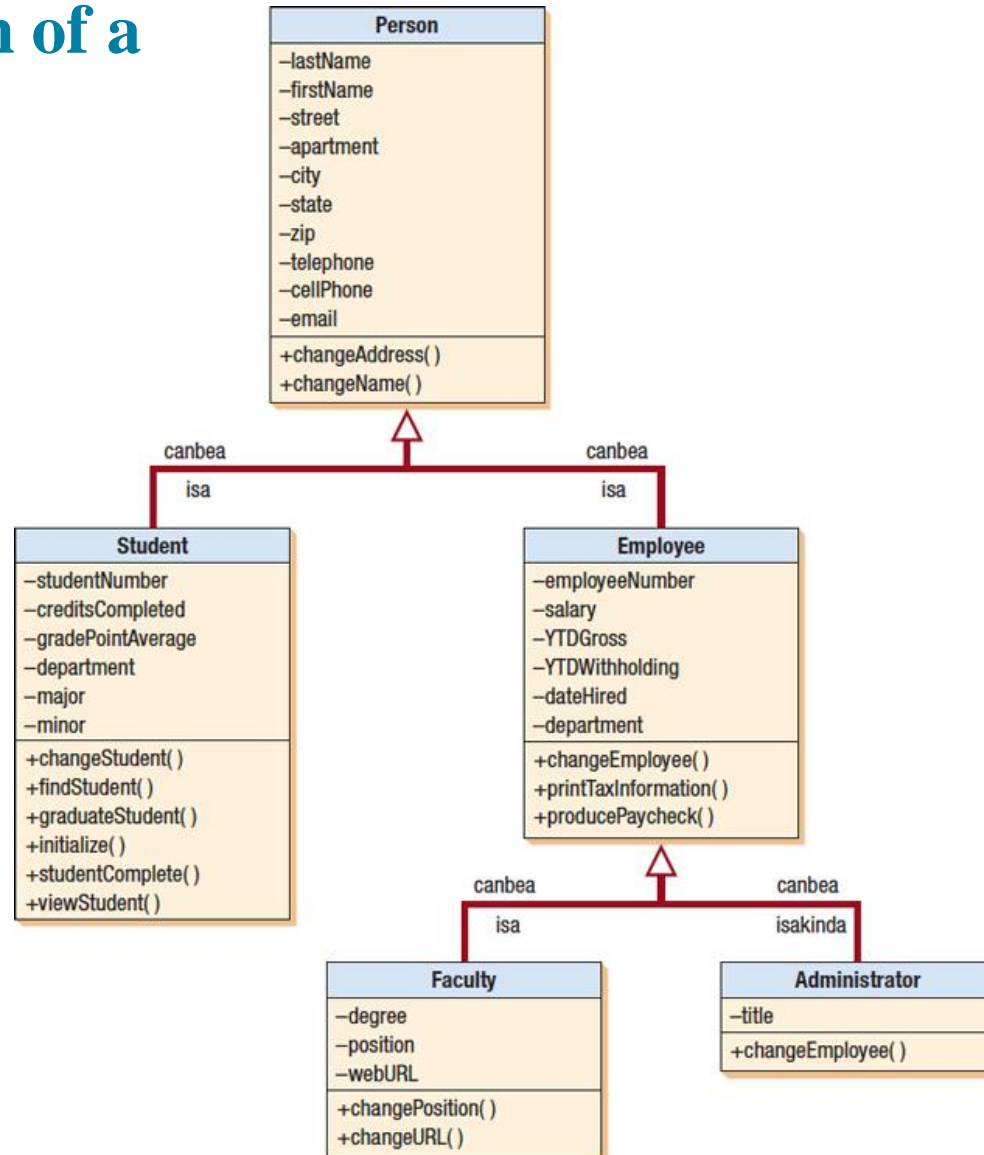 n of a
Person
–lastName
–firstName
–street
–apartment
–city
–state
–zip
–telephone
–cellPhone
–email
+changeAddress( )
+changeName( )
canbea
isa
canbea
isa
Student
–studentNumber
–creditsCompleted
–gradePointAverage
–department
–major
–minor
+changeStudent( )
+findStudent( )
+graduateStudent( )
+initialize( )
+studentComplete( )
+viewStudent( )
Employee
–employeeNumber
–salary
–YTDGross
–YTDWithholding
–dateHired
–department
+changeEmployee( )
+printTaxInformation( )
+producePaycheck( )
canbea
isa
canbea
isakinda
Faculty
–degree
–position
–webURL
+changePosition( )
+changeURL( )
Administrator
–title
+changeEmployee( )